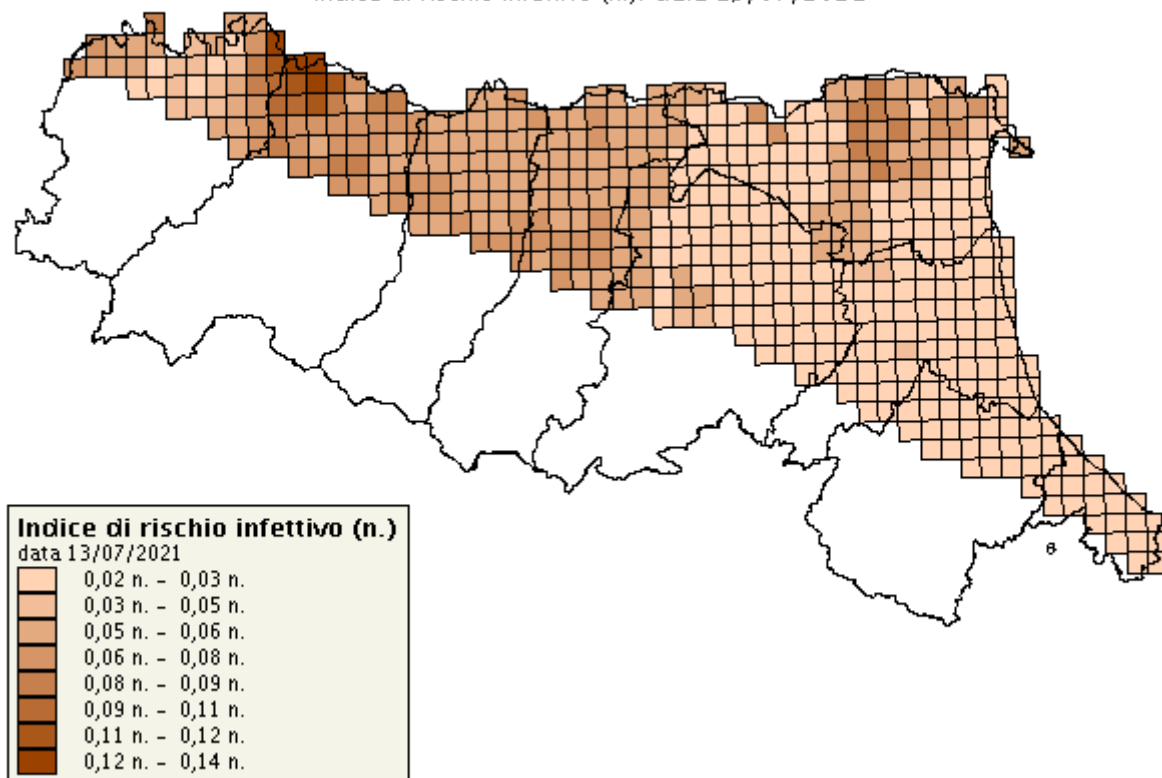 Indice di rischio infettivo (n.)
data 13/07/2021
0,02 n. - 0,03 n.
0,03 n. - 0,05 n.
0,05 n. - 0,06 n.
0,06 n. - 0,08 n.
0,08 n. - 0,09 n.
0,09 n. - 0,11 n.
0,11 n. - 0,12 n.
0,12 n. - 0,14 n.